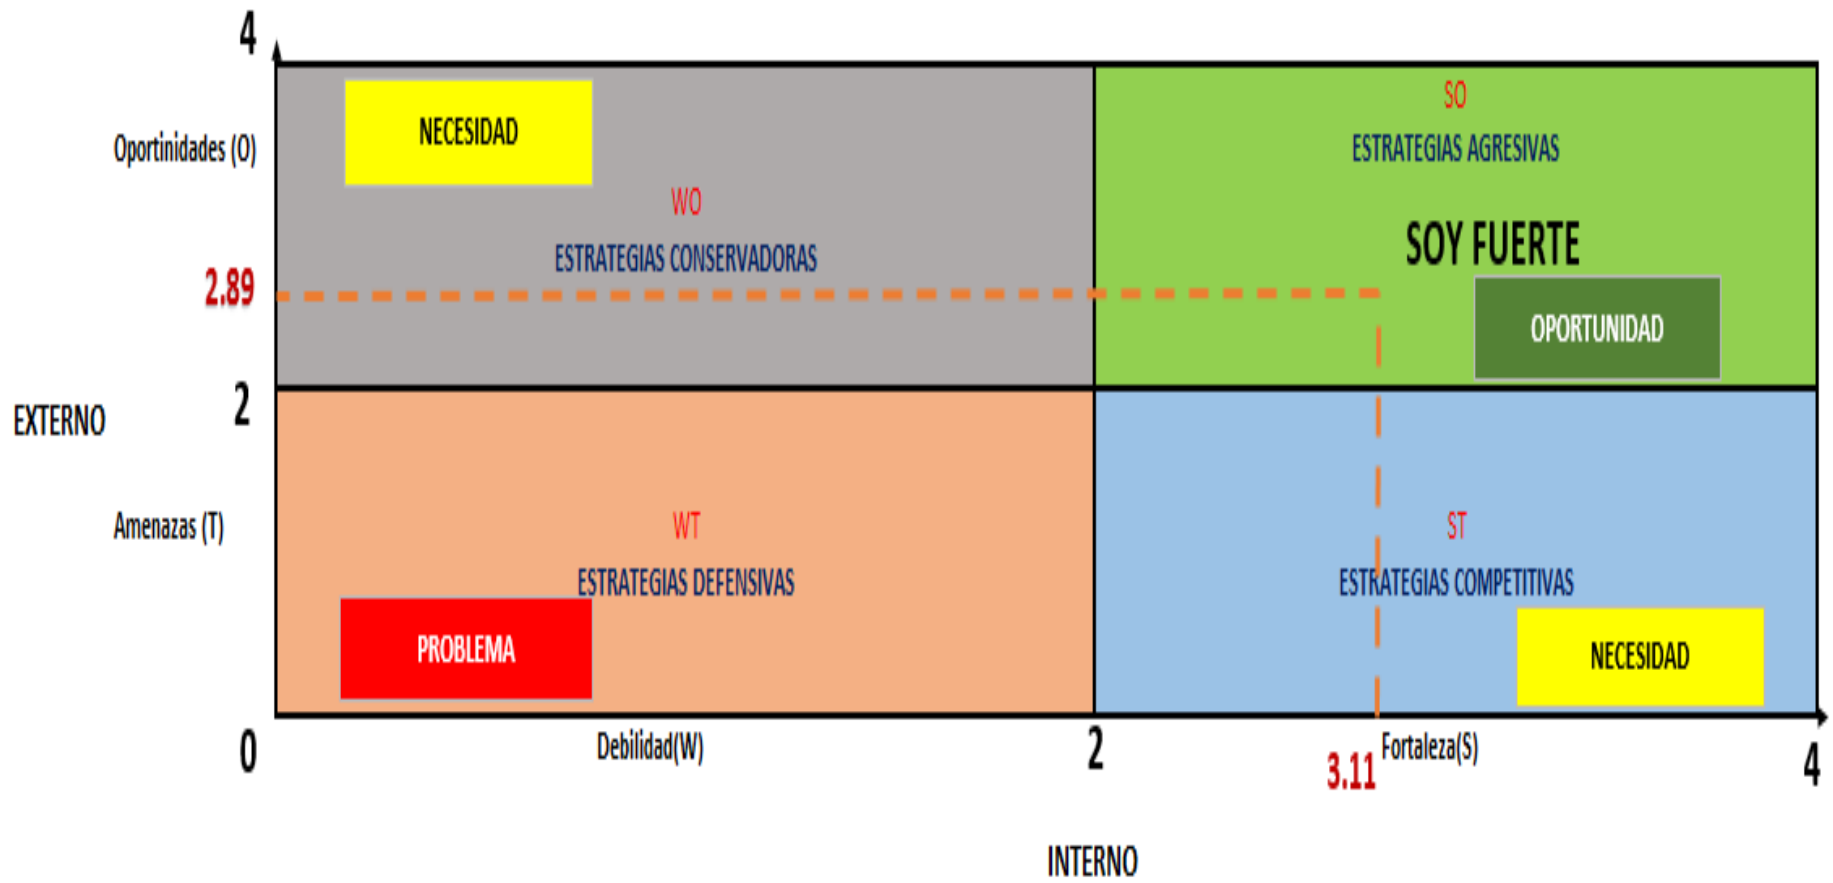 4
Oportinidades (O)
NECESIDAD
WO
ESTRATEGIAS CONSERVADORAS
SO
ESTRATEGIAS AGRESIVAS
SOY FUERTE
OPORTUNIDAD
2.89
2
EXTERNO
Amenazas (T)
WT
ESTRATEGIAS DEFENSIVAS
PROBLEMA
ST
ESTRATEGIAS COMPETITIVAS
NECESIDAD
0
Debilidad(W)
2
3.11
Fortaleza(S)
4
INTERNO